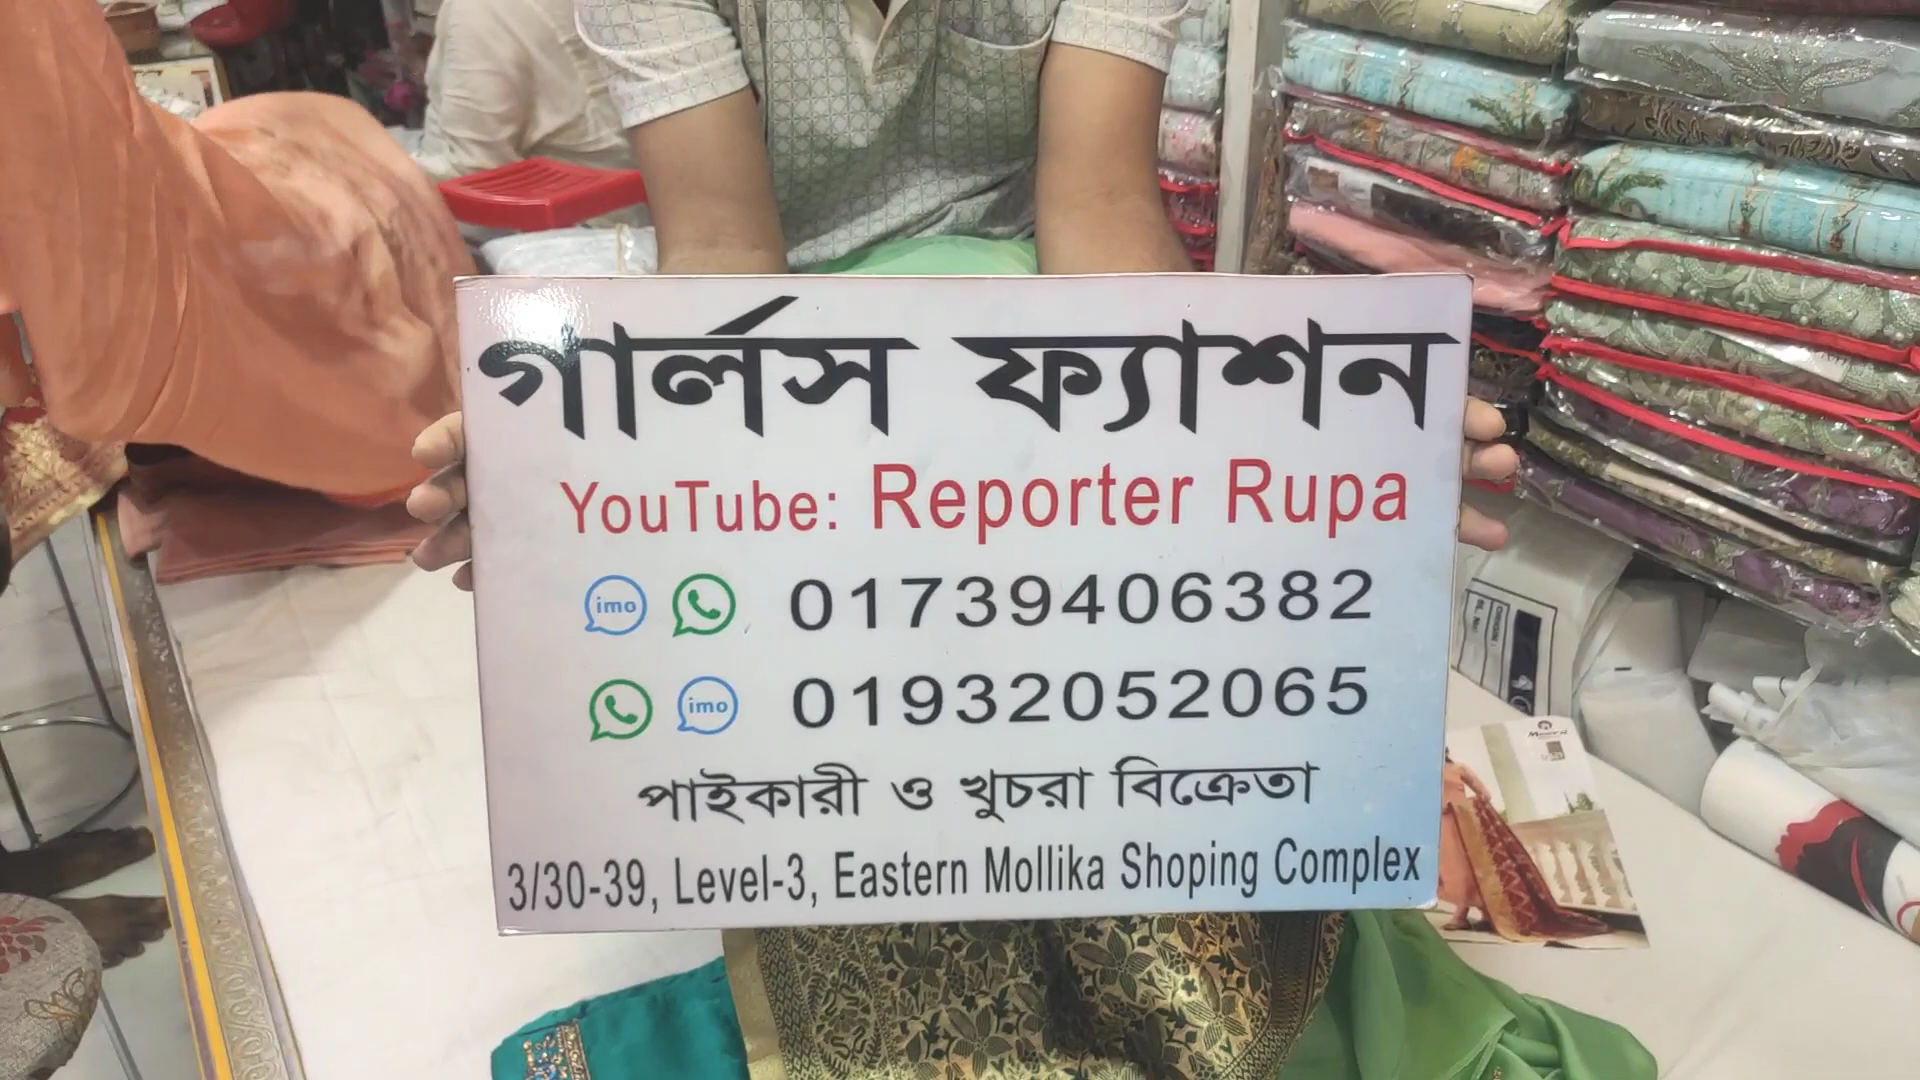 গার্লস ফ্যাশন
YouTube: Reporter Rupa
imo 01739406382
imo 01932052065
পাইকারী ও খুচরা বিক্রেতা
3/30-39, Level-3, Eastern Mollika Shoping Complex